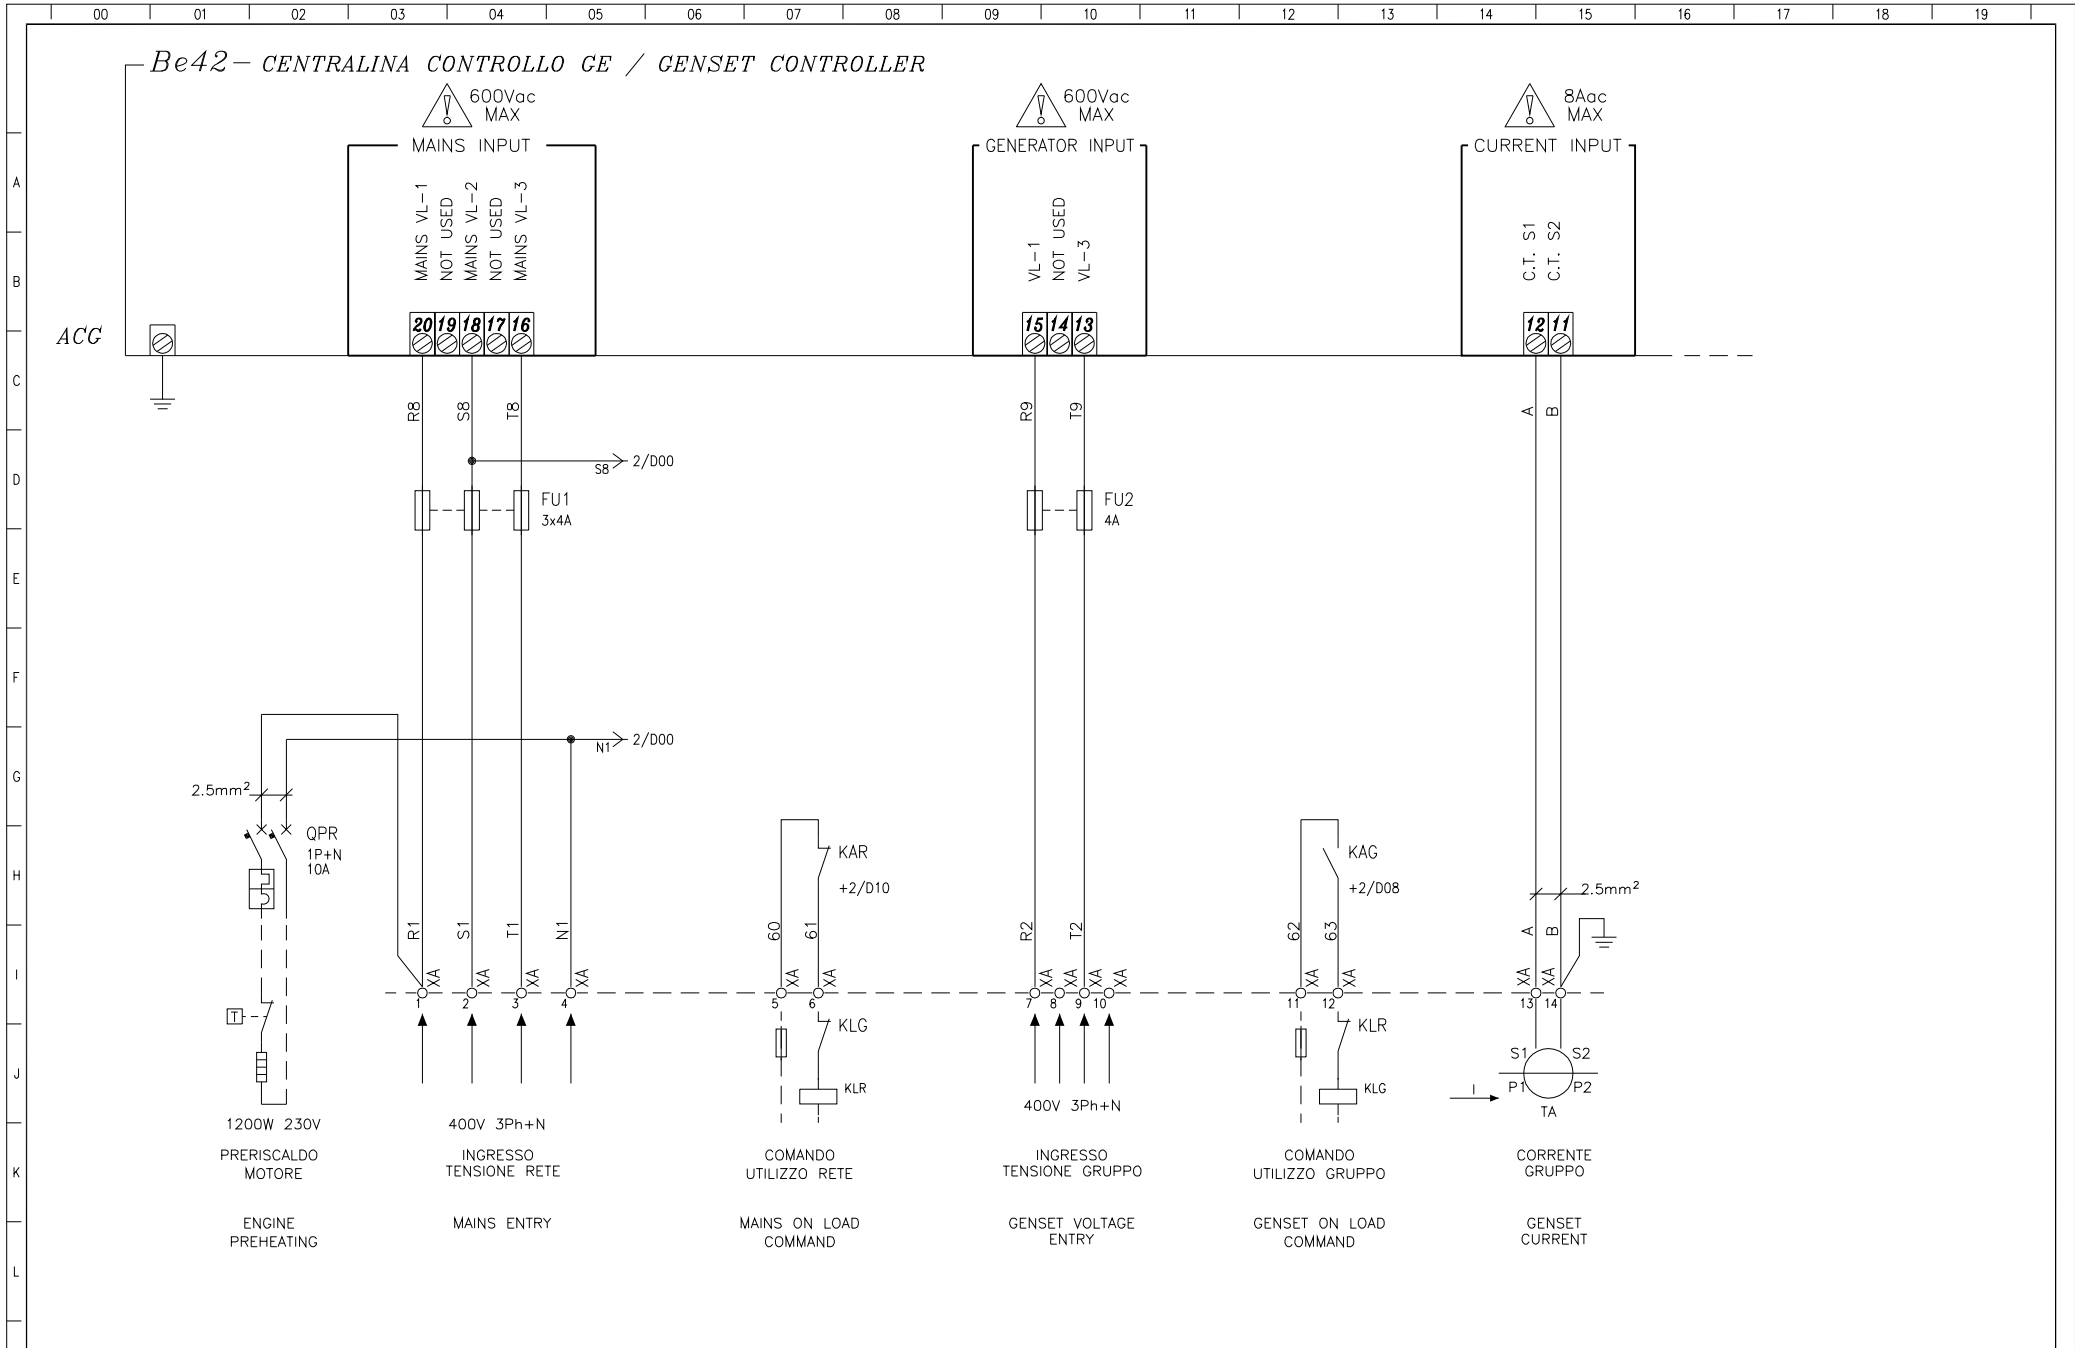 00 01 02 03 04 05 06 07 08 09 10 11 12 13 14 15 16 17 18 19
Be42- CENTRALINA CONTROLLO GE / GENSET CONTROLLER
600Vac
MAX
600Vac
MAX
8Aac
MAX
MAINS INPUT
GENERATOR INPUT
CURRENT INPUT
A
MAINS VL-1
NOT USED
MAINS VL-2
NOT USED
MAINS VL-3
VL-1
NOT USED
VL-3
C.T. S1
C.T. S2
B
20 19 18 17 16
15 14 13
12 11
ACG
C
R8 S8 T8
R9 T9
A B
S8 2/D00
D
FU1
3x4A
FU2
4A
E
F
N1 2/D00
G
2.5mm²
QPR
1P+N
10A
KAR
+2/D10
KAG
+2/D08
H
2.5mm²
R1 S1 T1 N1
60 61
R2 T2
62 63
A B
I
XA XA XA XA
XA XA
XA XA XA XA
XA XA
XA XA
1 2 3 4 5 6 7 8 9 10 11 12 13 14
T
KLG
KLR
S1 S2
J
P1 P2
KLR
KLG
I
TA
1200W 230V
400V 3Ph+N
400V 3Ph+N
K
PRERISCALDO
MOTORE
INGRESSO
TENSIONE RETE
COMANDO
UTILIZZO RETE
INGRESSO
TENSIONE GRUPPO
COMANDO
UTILIZZO GRUPPO
CORRENTE
GRUPPO
ENGINE
PREHEATING
MAINS ENTRY
MAINS ON LOAD
COMMAND
GENSET VOLTAGE
ENTRY
GENSET ON LOAD
COMMAND
GENSET
CURRENT
L